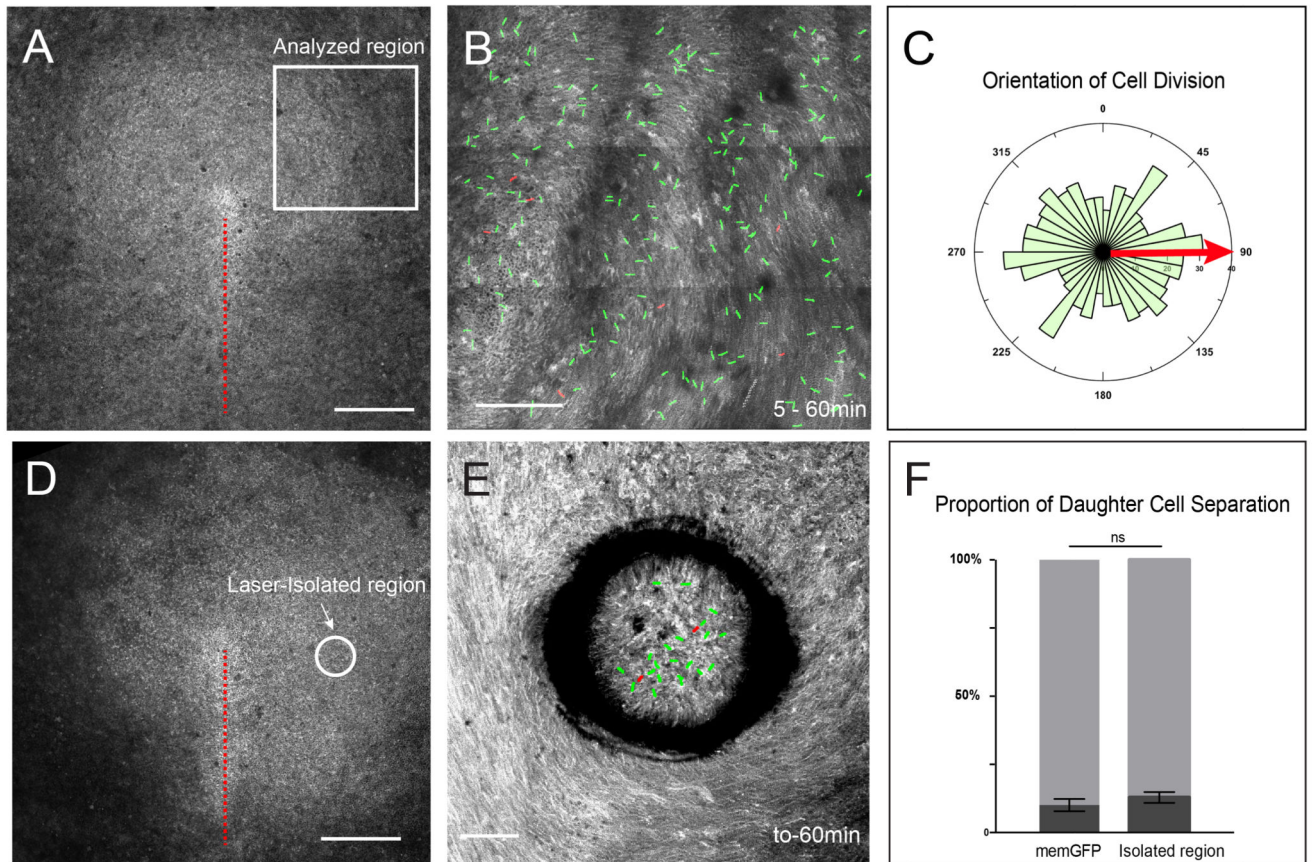 A
Analyzed region
B
5 - 60min
C
Orientation of Cell Division
0
45
90
135
180
225
270
315
10
20
30
40
D
Laser-Isolated region
E
to-60min
F
Proportion of Daughter Cell Separation
ns
100%
50%
0
memGFP
Isolated region